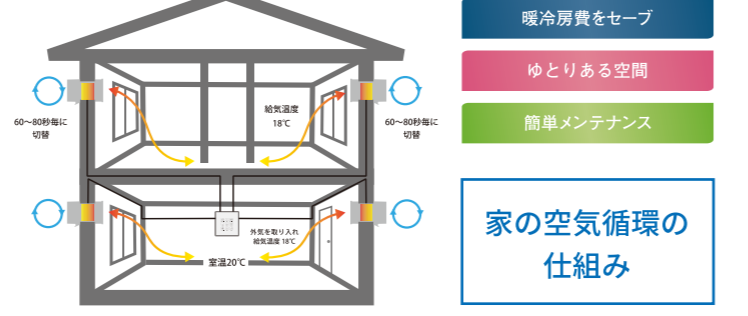 暖冷房費をセーブ
ゆとりある空間
簡単メンテナンス
家の空気循環の
仕組み
60〜80秒毎に
切替
給気温度
18℃
60〜80秒毎に
切替
外気を取り入れ
給気温度 18℃
室温20℃